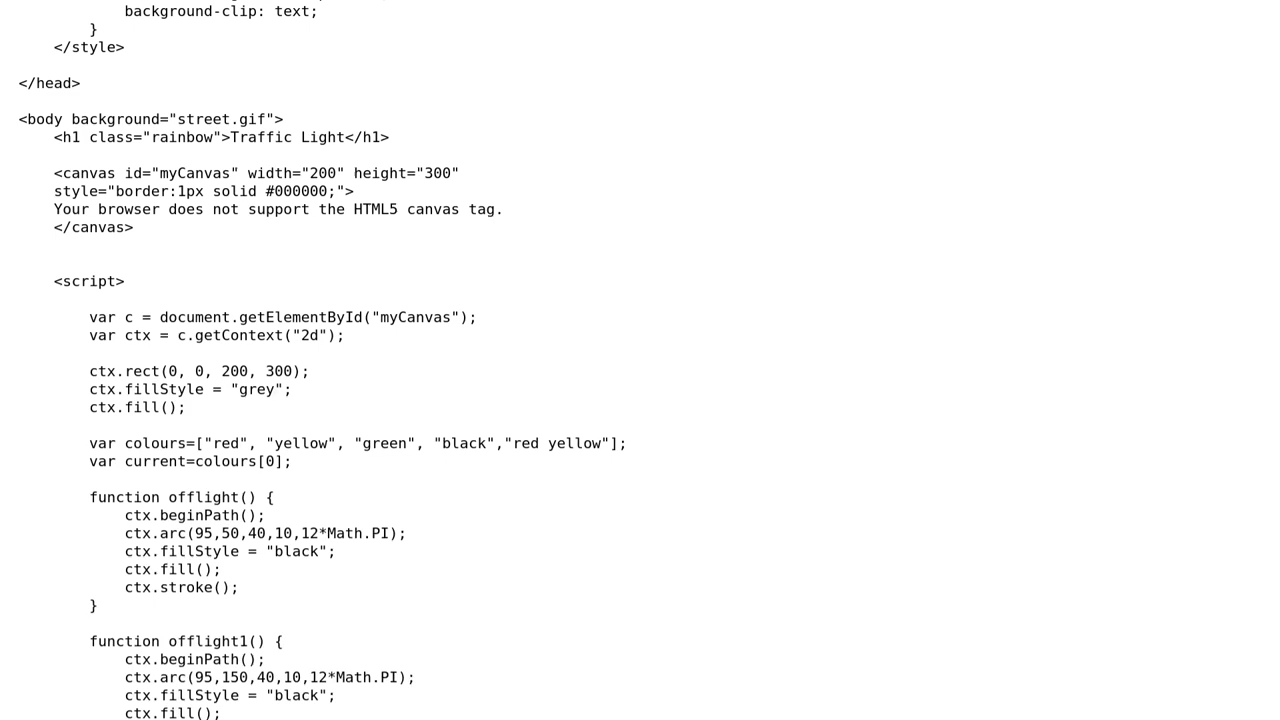 background-clip: text;
        }
    </style>

</head>

<body background="street.gif">
    <h1 class="rainbow">Traffic Light</h1>

    <canvas id="myCanvas" width="200" height="300"
    style="border:1px solid #000000;">
    Your browser does not support the HTML5 canvas tag.
    </canvas>


    <script>

        var c = document.getElementById("myCanvas");
        var ctx = c.getContext("2d");

        ctx.rect(0, 0, 200, 300);
        ctx.fillStyle = "grey";
        ctx.fill();

        var colours=["red", "yellow", "green", "black","red yellow"];
        var current=colours[0];

        function offlight() {
            ctx.beginPath();
            ctx.arc(95,50,40,10,12*Math.PI);
            ctx.fillStyle = "black";
            ctx.fill();
            ctx.stroke();
        }

        function offlight1() {
            ctx.beginPath();
            ctx.arc(95,150,40,10,12*Math.PI);
            ctx.fillStyle = "black";
            ctx.fill();